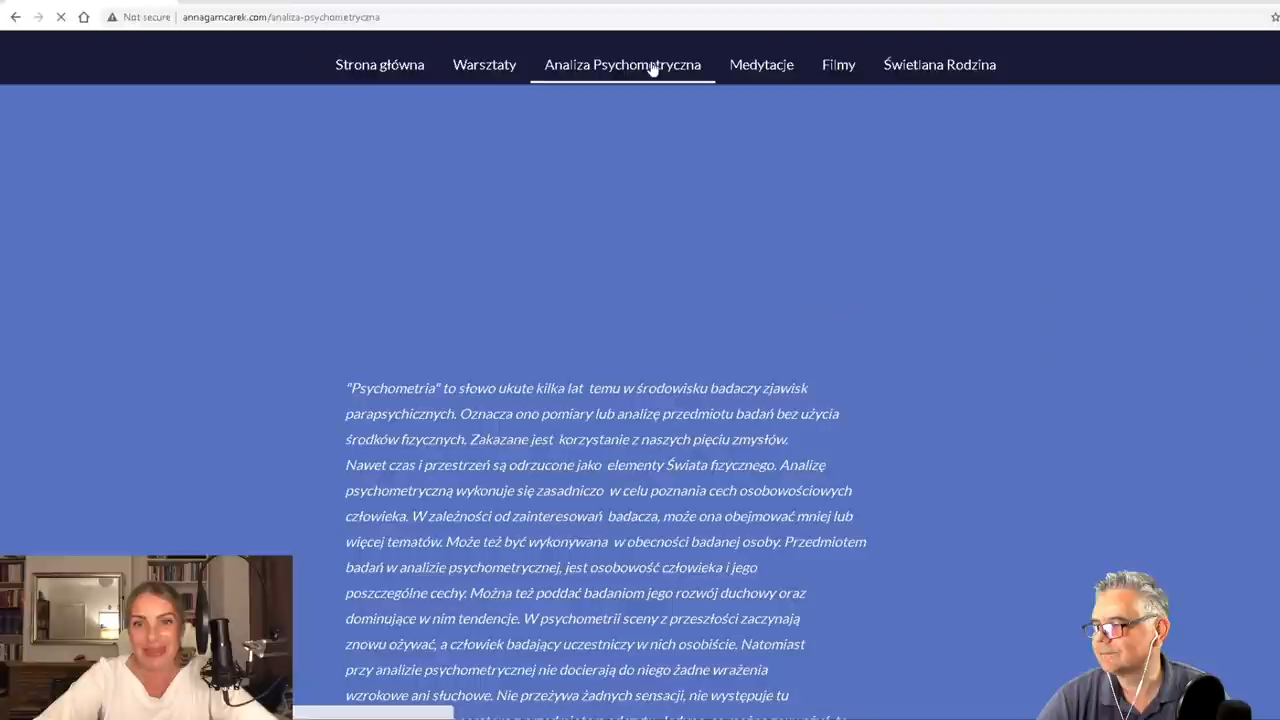 Not secure annagarncarek.com/analiza-psychometryczna
Strona główna Warsztaty Analiza Psychometryczna Medytacje Filmy Świetlana Rodzina
"Psychometria" to słowo ukute kilka lat temu w środowisku badaczy zjawisk
parapsychicznych. Oznacza ono pomiary lub analizę przedmiotu badań bez użycia
środków fizycznych. Zakazane jest korzystanie z naszych pięciu zmysłów.
Nawet czas i przestrzeń są odrzucone jako elementy Świata fizycznego. Analizę
psychometryczną wykonuje się zasadniczo w celu poznania cech osobowościowych
człowieka. W zależności od zainteresowań badacza, może ona obejmować mniej lub
więcej tematów. Może też być wykonywana w obecności badanej osoby. Przedmiotem
badań w analizie psychometrycznej, jest osobowość człowieka i jego
poszczególne cechy. Można też poddać badaniom jego rozwój duchowy oraz
dominujące w nim tendencje. W psychometrii sceny z przeszłości zaczynają
znowu ożywać, a człowiek badający uczestniczy w nich osobiście. Natomiast
przy analizie psychometrycznej nie docierają do niego żadne wrażenia
wzrokowe ani słuchowe. Nie przeżywa żadnych sensacji, nie występuje tu